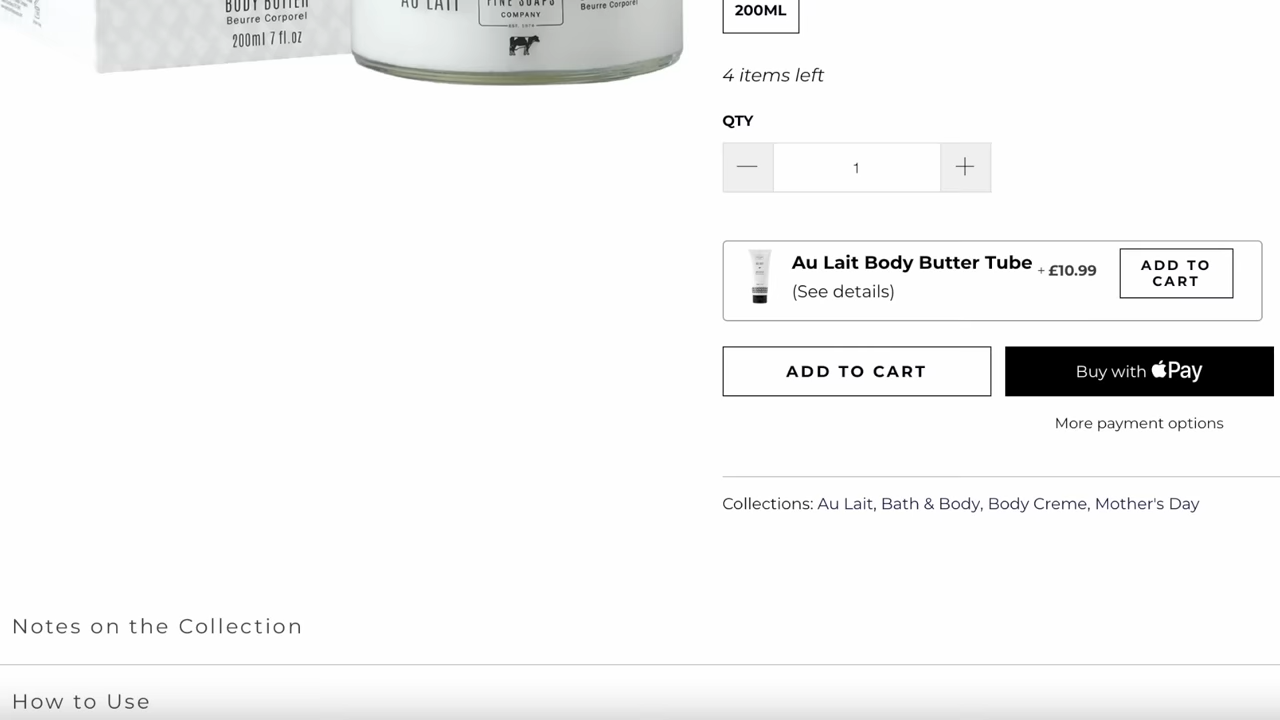 BODY BUTTER
Beurre Corporel
200ml 7 fl.oz
AU LAIT
FINE SOAPS
COMPANY
EST. 1974
Beurre Corporel
200ML
4 items left
QTY
1
Au Lait Body Butter Tube + £10.99
(See details)
ADD TO
CART
ADD TO CART
Buy with Pay
More payment options
Collections: Au Lait, Bath & Body, Body Creme, Mother's Day
Notes on the Collection
How to Use